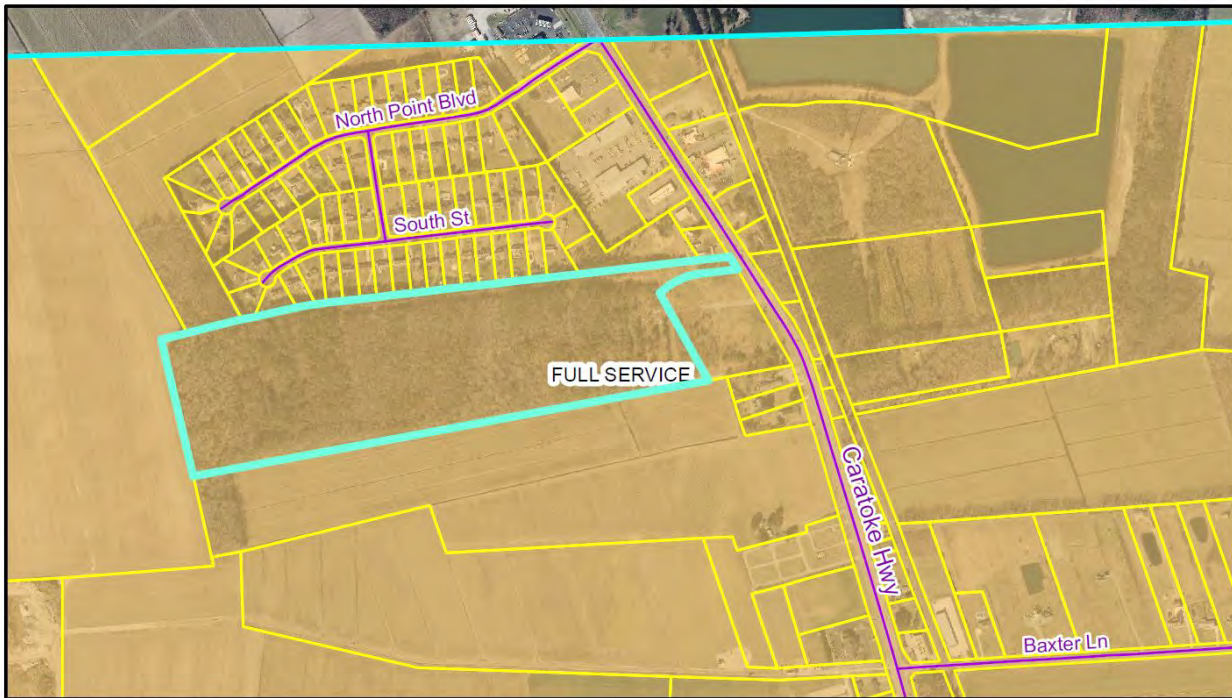 North Point Blvd
South St
FULL SERVICE
Caratoke Hwy
Baxter Ln